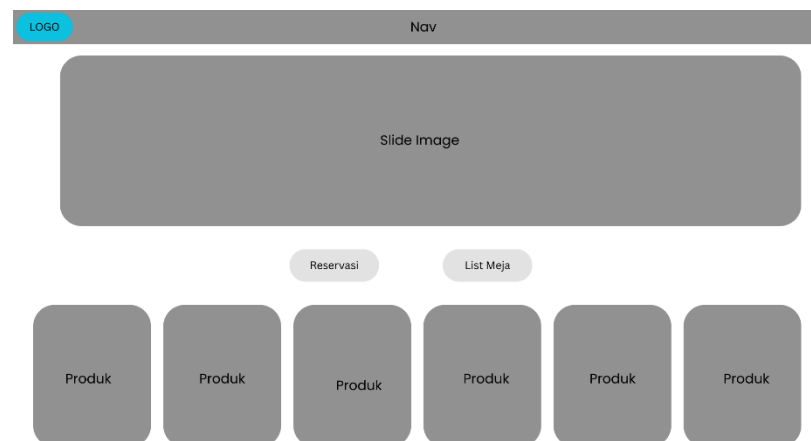 LOGO
Nav
Slide Image
Reservasi
List Meja
Produk
Produk
Produk
Produk
Produk
Produk